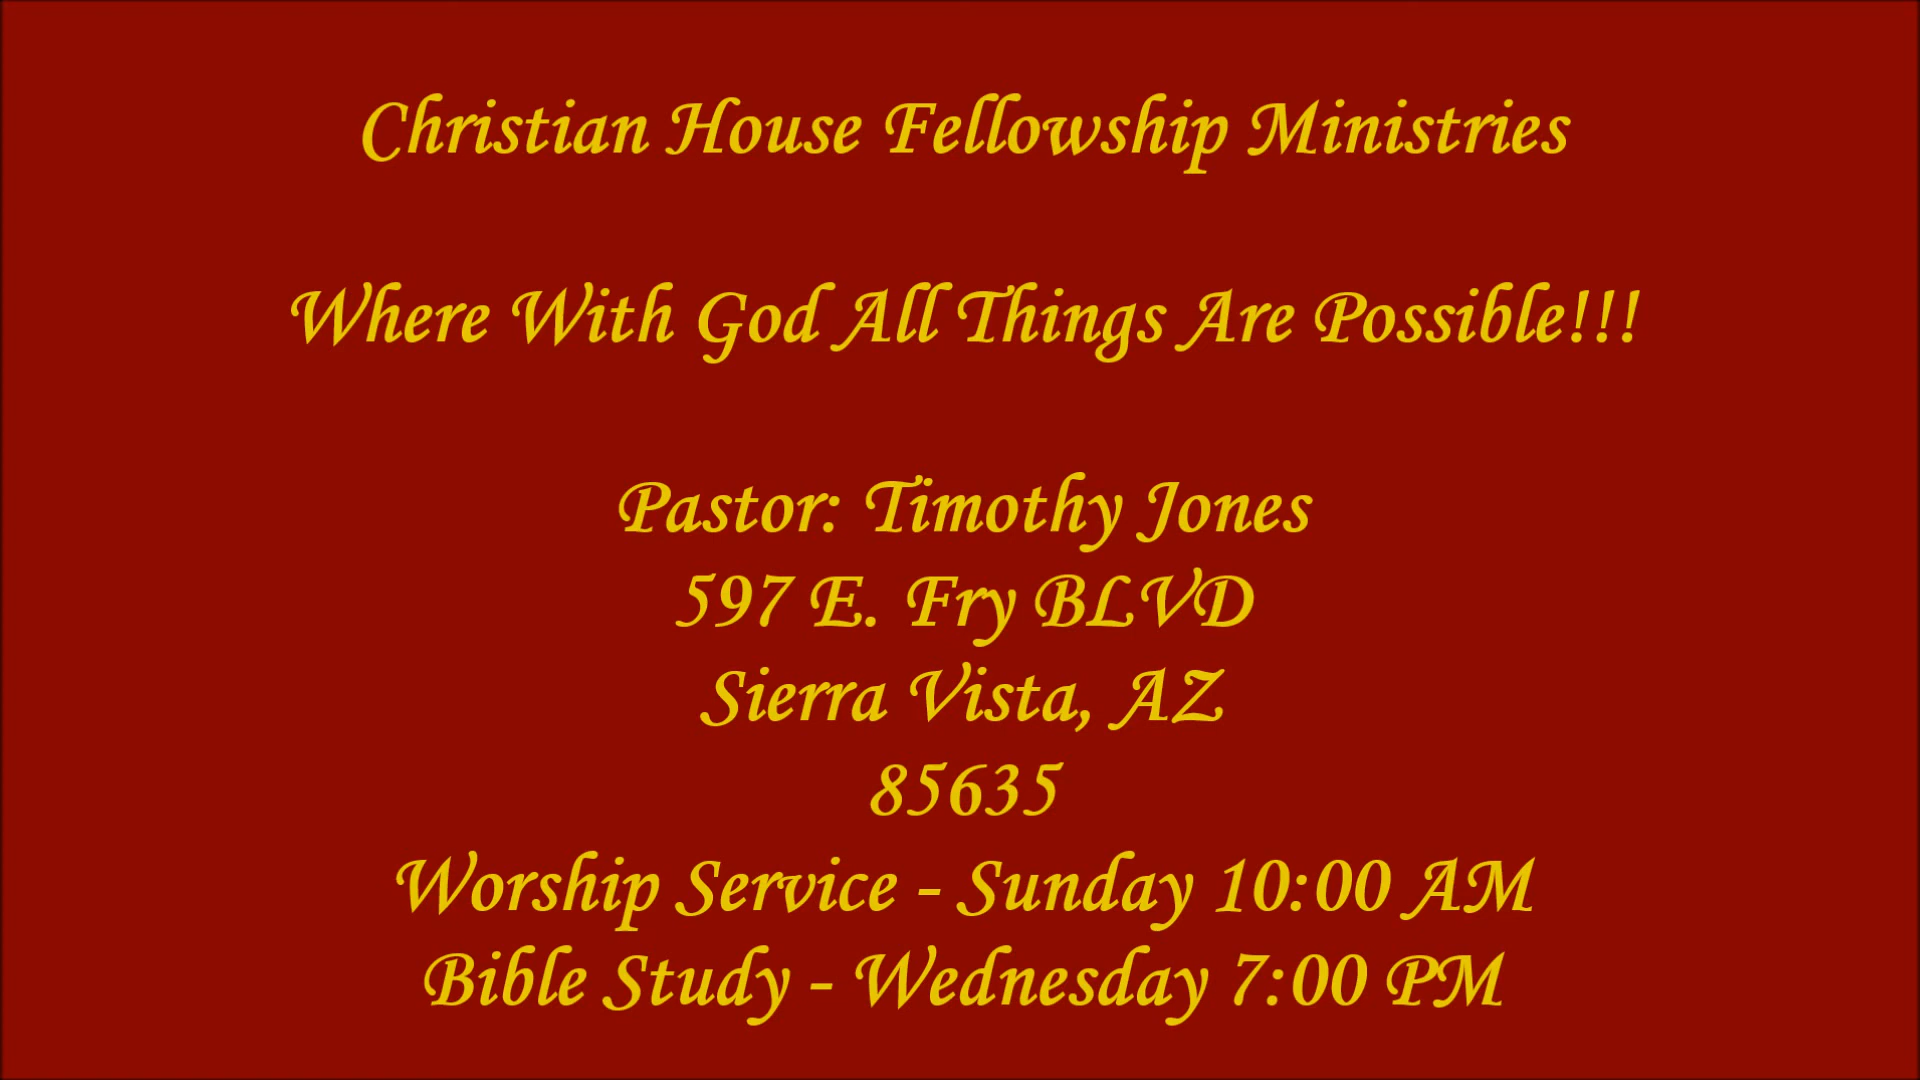 Christian House Fellowship Ministries
Where With God All Things Are Possible!!!
Pastor: Timothy Jones
597 E. Fry BLVD
Sierra Vista, AZ
85635
Worship Service - Sunday 10:00 AM
Bible Study - Wednesday 7:00 PM